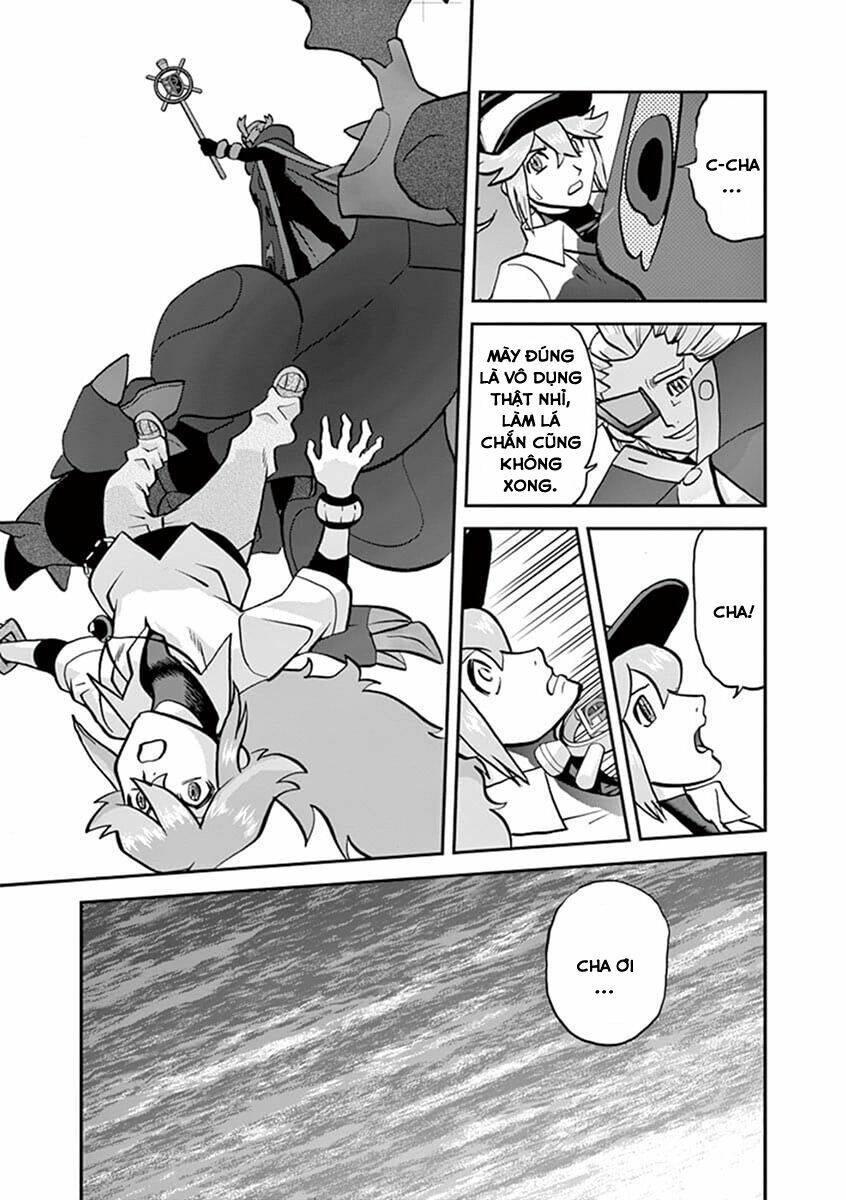 C-CHA
...
MÀY ĐÚNG
LÀ VÔ DỤNG
THẬT NHỈ,
LÀM LÁ
CHẮN CŨNG
KHÔNG
XONG.
CHA!
CHA ƠI
...